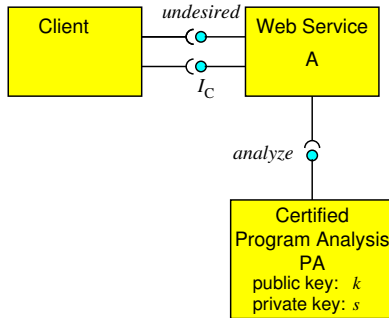 undesired
Client
Web Service
A
I_C
analyze
Certified
Program Analysis
PA
public key: k
private key: s